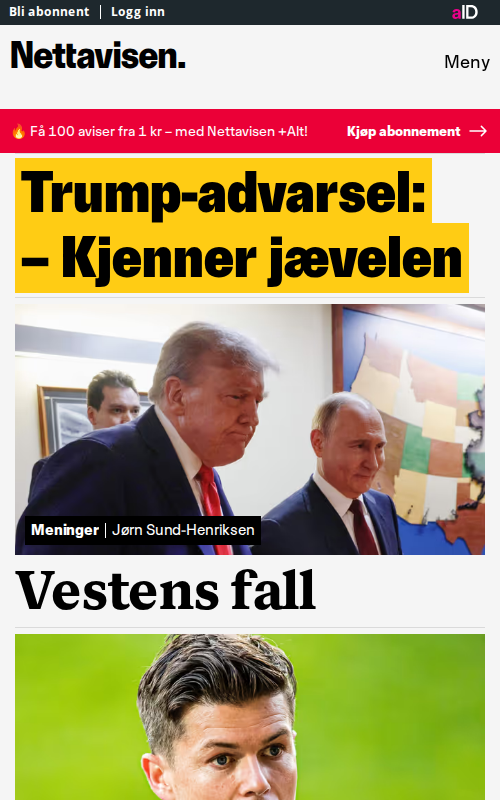 Bli abonnent | Logg inn
aID
Nettavisen.
Meny
🔥 Få 100 aviser fra 1 kr – med Nettavisen +Alt!
Kjøp abonnement →
Trump-advarsel:
– Kjenner jævelen
Meninger | Jørn Sund-Henriksen
Vestens fall